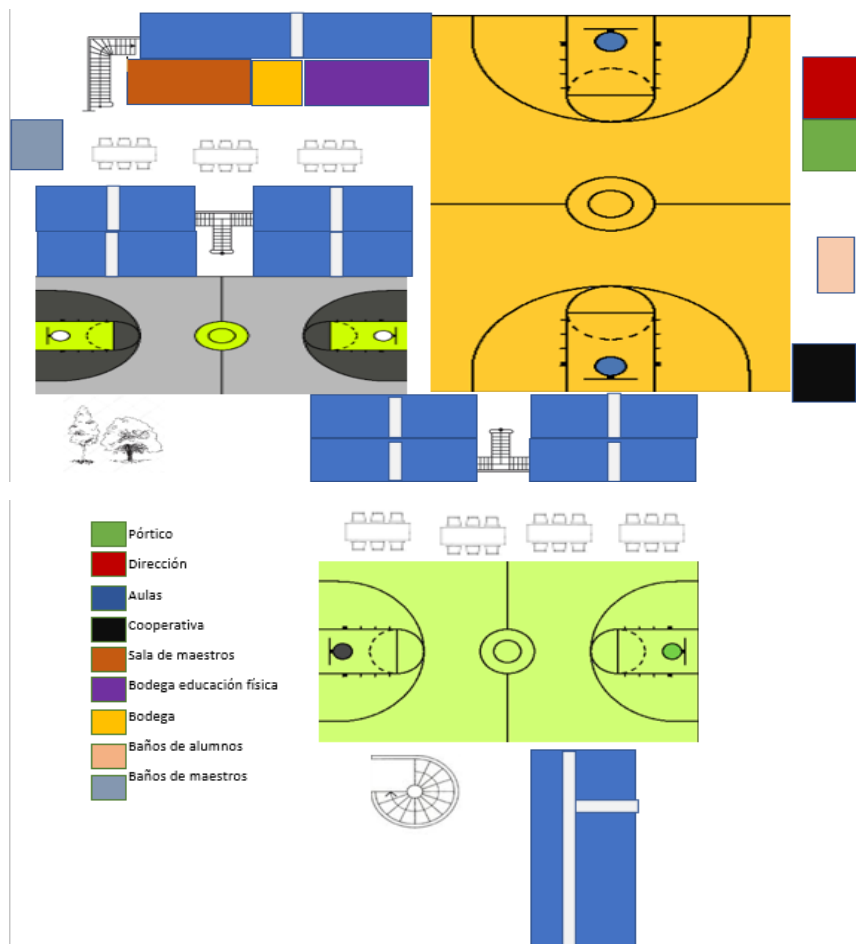 Pórtico
Dirección
Aulas
Cooperativa
Sala de maestros
Bodega educación física
Bodega
Baños de alumnos
Baños de maestros